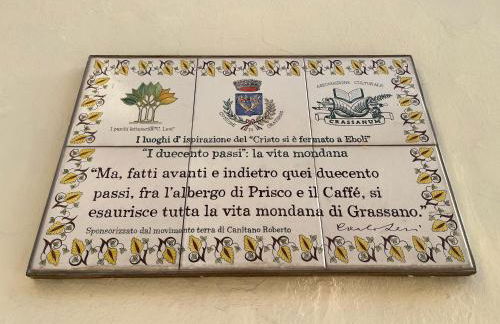 ASSOCIAZIONE CULTURALE
GRASSANUM
I parchi letterari "C. Levi"
I luoghi d'ispirazione del "Cristo si è fermato a Eboli"
"I duecento passi": la vita mondana
"Ma, fatti avanti e indietro quei duecento
passi, fra l'albergo di Prisco e il Caffé, si
esaurisce tutta la vita mondana di Grassano."
Sponsorizzato dal movimento terra di Canitano Roberto
Carlo Levi